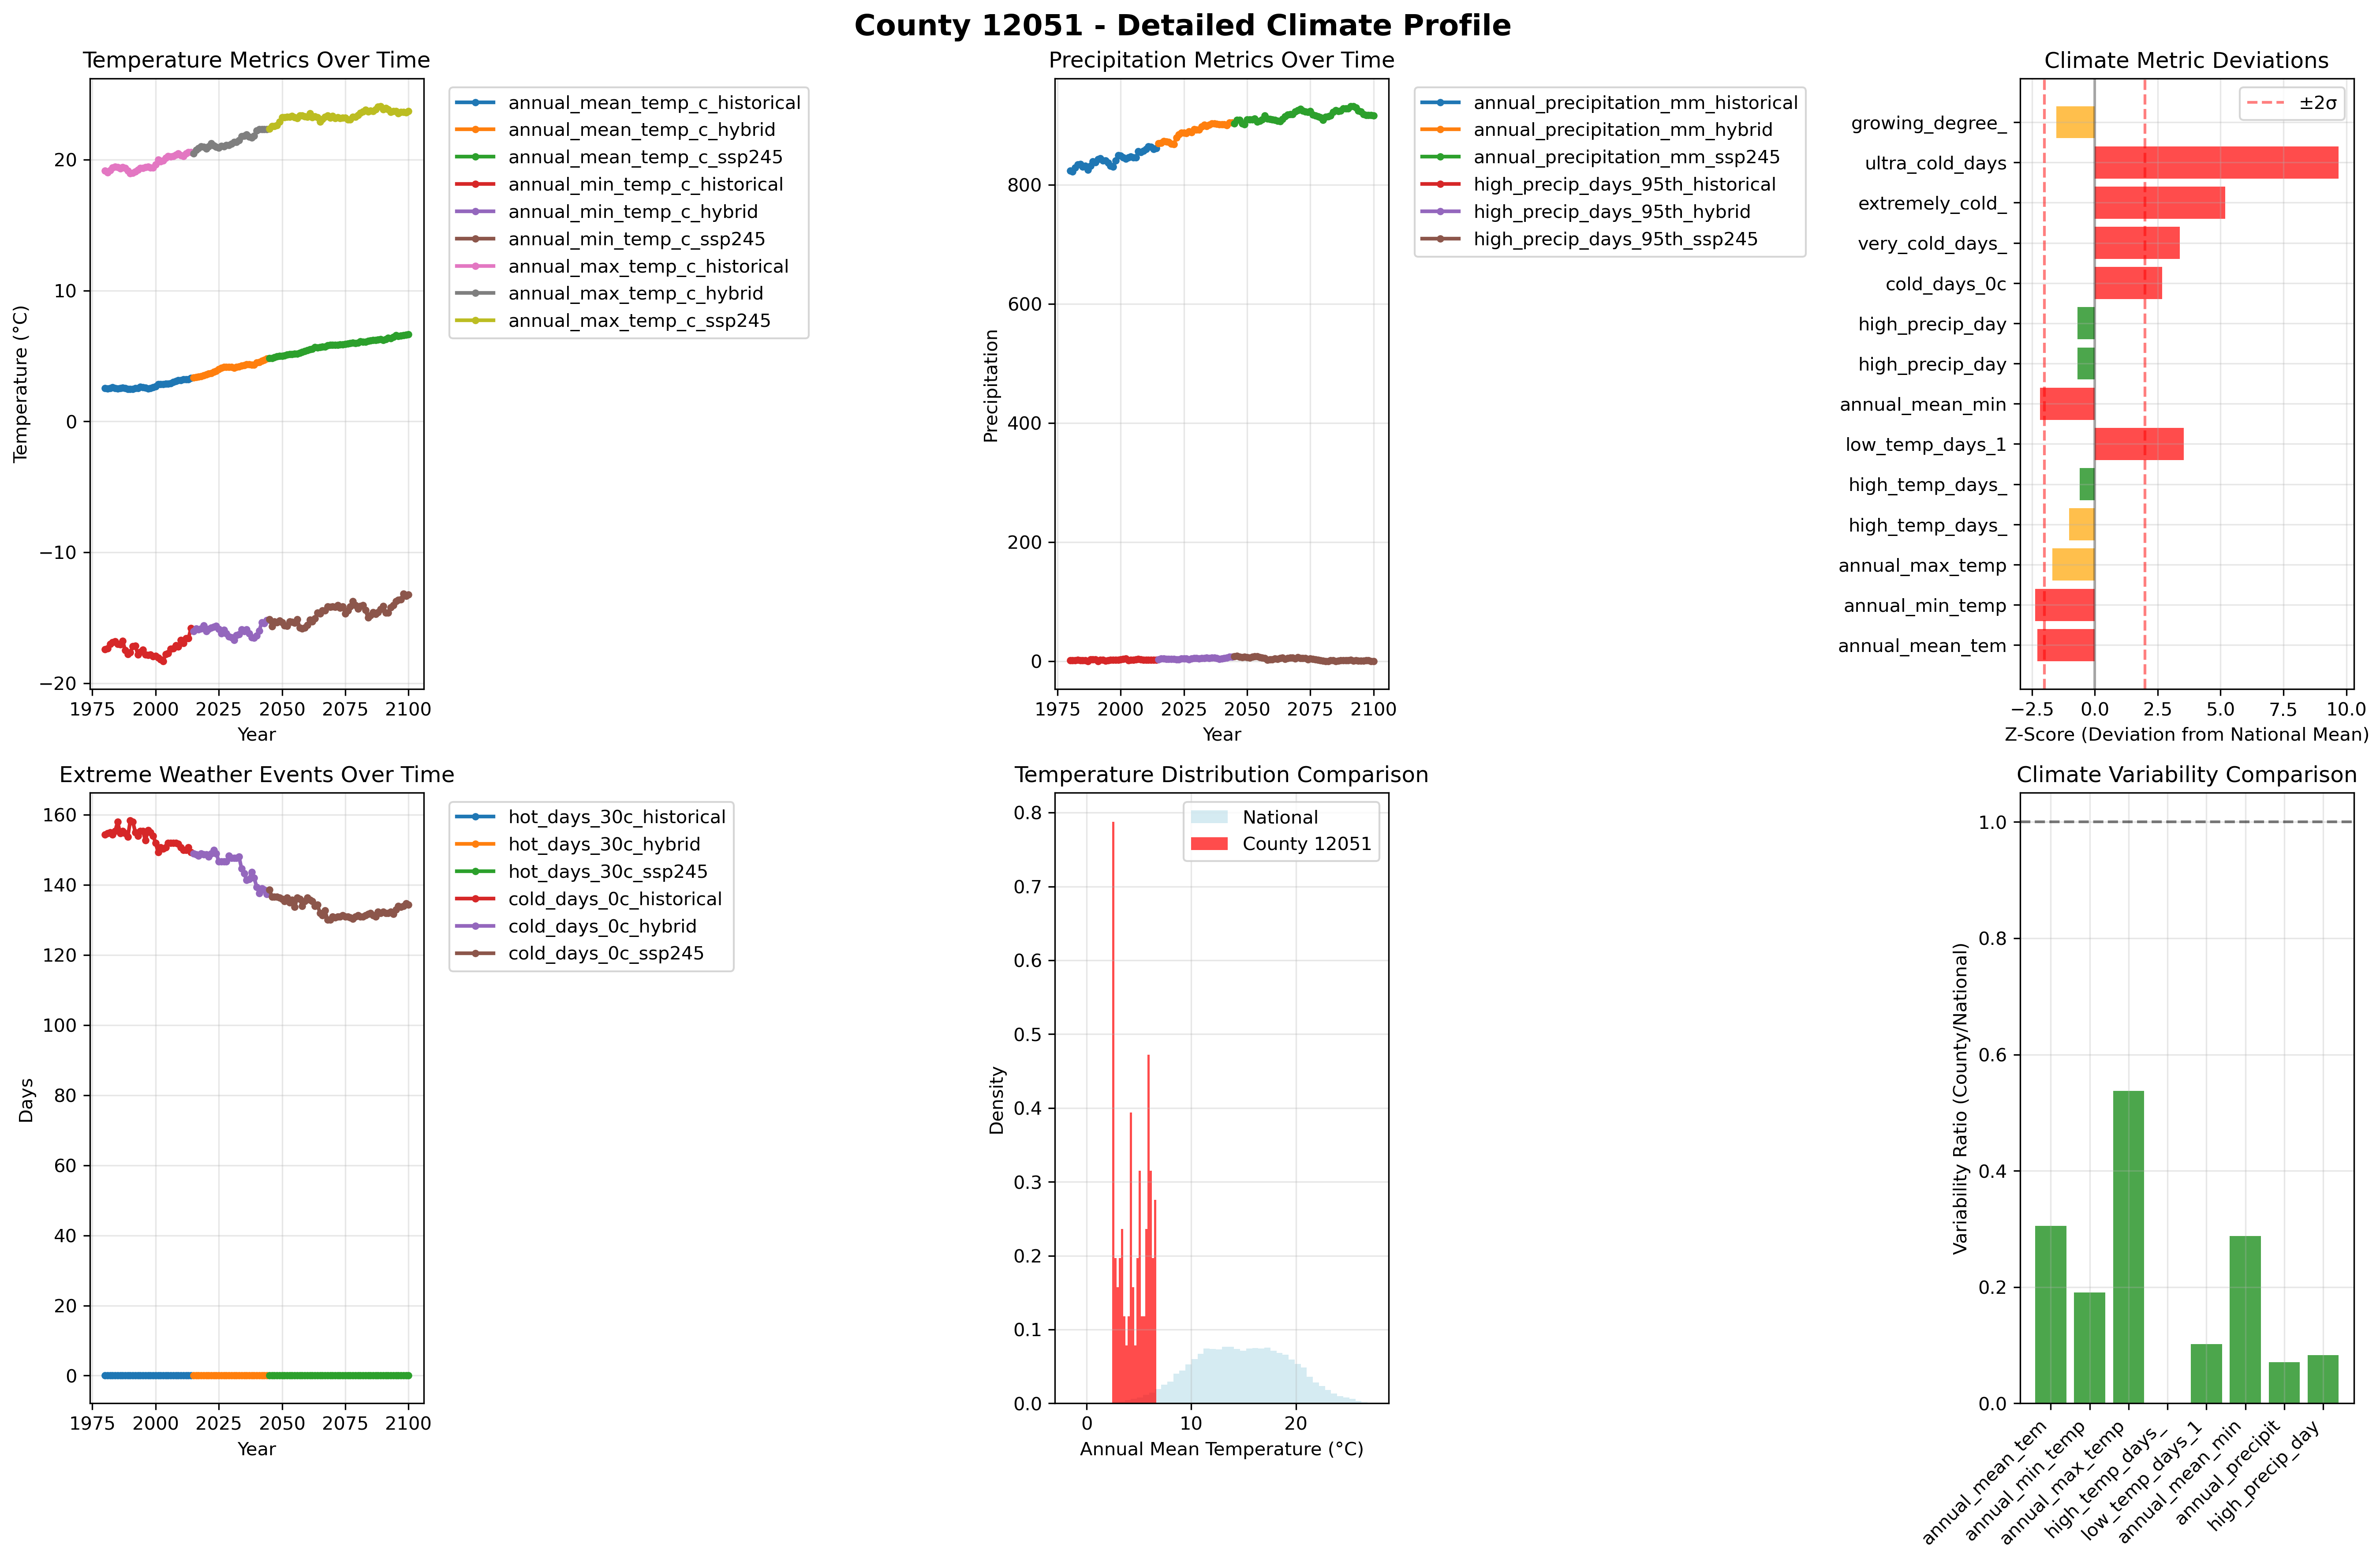 County 12051 - Detailed Climate Profile
Temperature Metrics Over Time
Temperature (°C)
20
10
0
−10
−20
1975 2000 2025 2050 2075 2100
Year
annual_mean_temp_c_historical
annual_mean_temp_c_hybrid
annual_mean_temp_c_ssp245
annual_min_temp_c_historical
annual_min_temp_c_hybrid
annual_min_temp_c_ssp245
annual_max_temp_c_historical
annual_max_temp_c_hybrid
annual_max_temp_c_ssp245
Precipitation Metrics Over Time
Precipitation
800
600
400
200
0
1975 2000 2025 2050 2075 2100
Year
annual_precipitation_mm_historical
annual_precipitation_mm_hybrid
annual_precipitation_mm_ssp245
high_precip_days_95th_historical
high_precip_days_95th_hybrid
high_precip_days_95th_ssp245
Climate Metric Deviations
±2σ
growing_degree_
ultra_cold_days
extremely_cold_
very_cold_days_
cold_days_0c
high_precip_day
high_precip_day
annual_mean_min
low_temp_days_1
high_temp_days_
high_temp_days_
annual_max_temp
annual_min_temp
annual_mean_tem
−2.5 0.0 2.5 5.0 7.5 10.0
Z-Score (Deviation from National Mean)
Extreme Weather Events Over Time
Days
160
140
120
100
80
60
40
20
0
1975 2000 2025 2050 2075 2100
Year
hot_days_30c_historical
hot_days_30c_hybrid
hot_days_30c_ssp245
cold_days_0c_historical
cold_days_0c_hybrid
cold_days_0c_ssp245
Temperature Distribution Comparison
Density
0.8
0.7
0.6
0.5
0.4
0.3
0.2
0.1
0.0
0 10 20
Annual Mean Temperature (°C)
National
County 12051
Climate Variability Comparison
Variability Ratio (County/National)
1.0
0.8
0.6
0.4
0.2
0.0
annual_mean_tem
annual_min_temp
annual_max_temp
high_temp_days_
low_temp_days_1
annual_mean_min
annual_precipit
high_precip_day